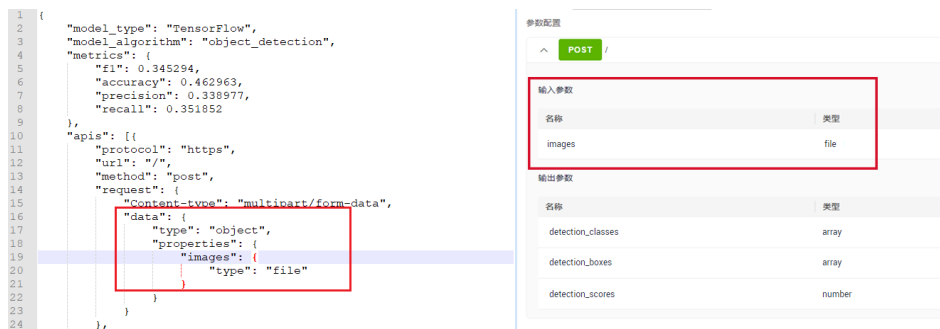 1 {
2 "model_type": "TensorFlow",
3 "model_algorithm": "object_detection",
4 "metrics": {
5 "f1": 0.345294,
6 "accuracy": 0.462963,
7 "precision": 0.338977,
8 "recall": 0.351852
9 },
10 "apis": [{
11 "protocol": "https",
12 "url": "/",
13 "method": "post",
14 "request": {
15 "Content-type": "multipart/form-data",
16 "data": {
17 "type": "object",
18 "properties": {
19 "images": {
20 "type": "file"
21 }
22 }
23 }
24 },
参数配置
POST /
输入参数
名称 类型
images file
输出参数
名称 类型
detection_classes array
detection_boxes array
detection_scores number